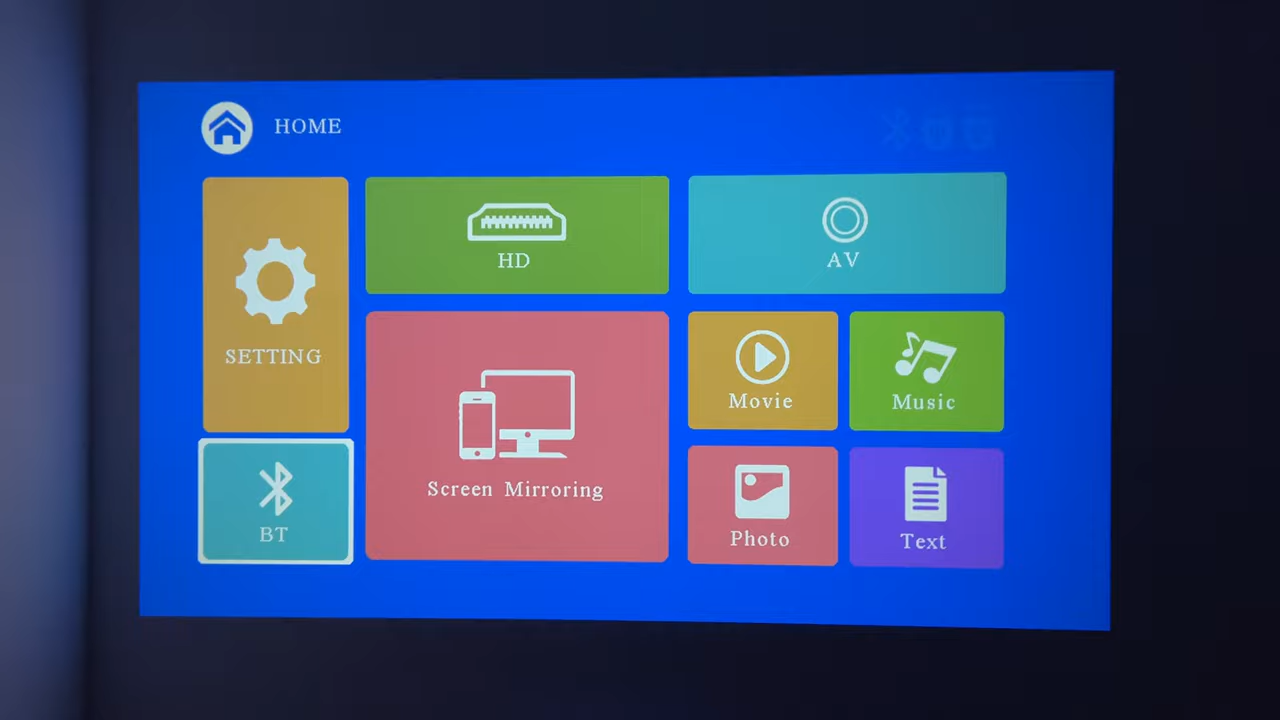 HOME
SETTING
HD
AV
Screen Mirroring
Movie
Music
BT
Photo
Text